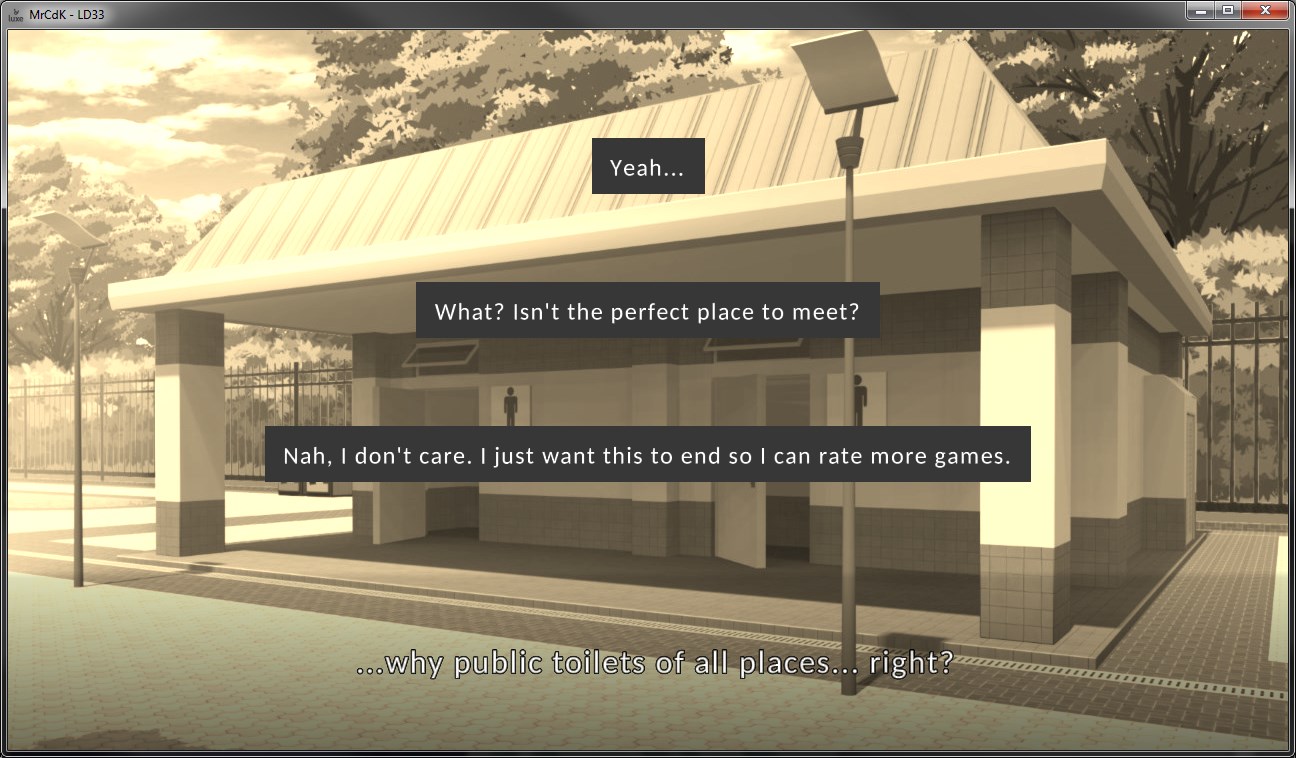 luxe MrCdK - LD33
Yeah...
What? Isn't the perfect place to meet?
Nah, I don't care. I just want this to end so I can rate more games.
...why public toilets of all places... right?